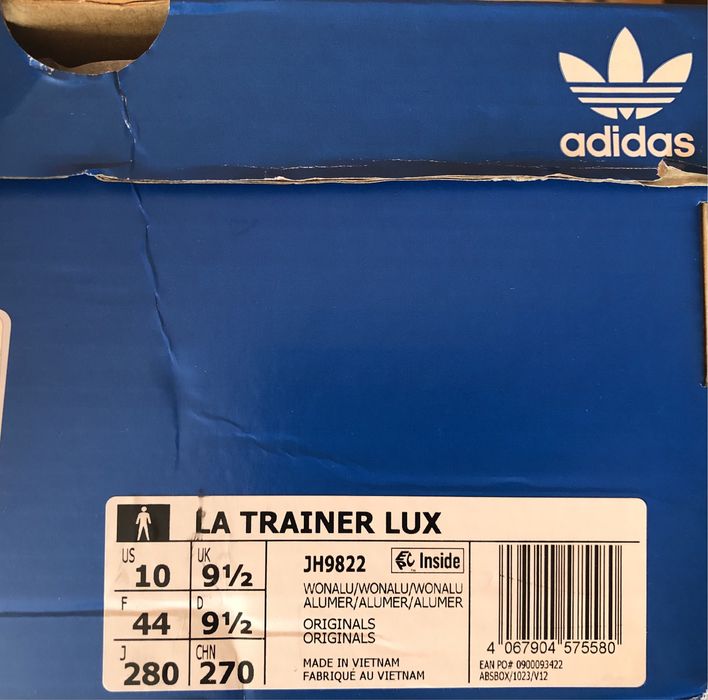 adidas
LA TRAINER LUX
US 10
UK 9½
F 44
D 9½
J 280
CHN 270
JH9822
Inside
WONALU/WONALU/WONALU
ALUMER/ALUMER/ALUMER
ORIGINALS
ORIGINALS
MADE IN VIETNAM
FABRIQUÉ AU VIETNAM
4 067904 575580
EAN PO# 0900093422
ABSBOX/1023/V12